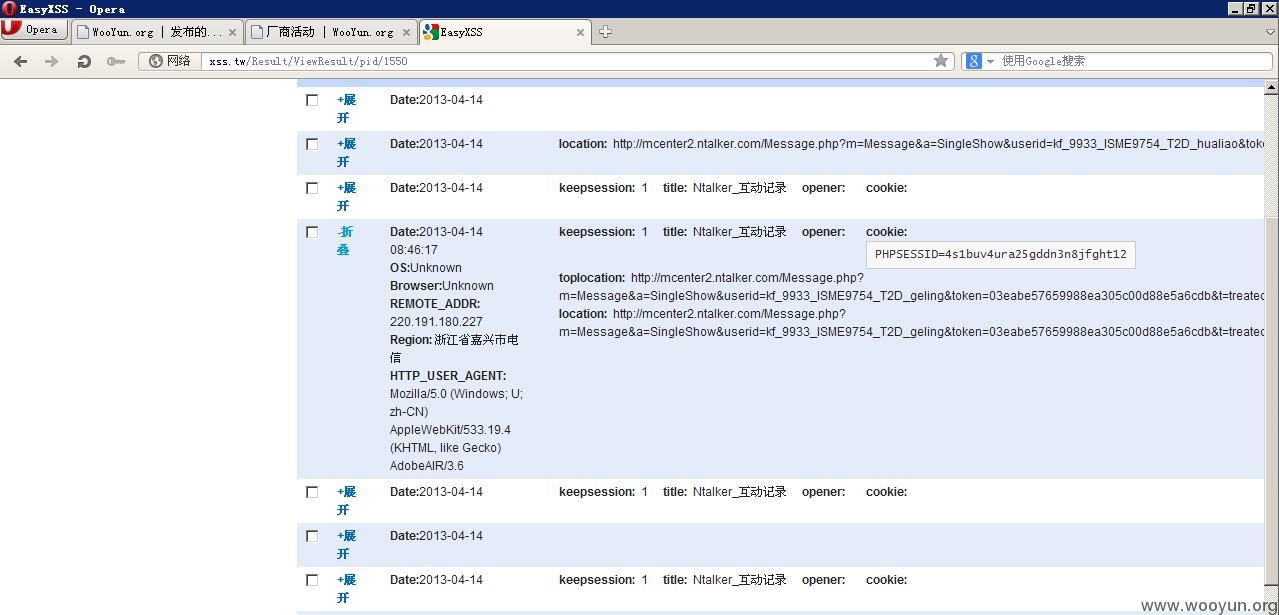 EasyXSS - Opera
Opera
WooYun.org | 发布的...
厂商活动 | WooYun.org
EasyXSS
网络
xss.tw/Result/ViewResult/pid/1550
使用Google搜索
+展
开
Date:2013-04-14
+展
开
Date:2013-04-14
location: http://mcenter2.ntalker.com/Message.php?m=Message&a=SingleShow&userid=kf_9933_ISME9754_T2D_hualiao&toke
+展
开
Date:2013-04-14
keepsession: 1 title: Ntalker_互动记录 opener: cookie:
-折
叠
Date:2013-04-14
08:46:17
OS:Unknown
Browser:Unknown
REMOTE_ADDR:
220.191.180.227
Region:浙江省嘉兴市电
信
HTTP_USER_AGENT:
Mozilla/5.0 (Windows; U;
zh-CN)
AppleWebKit/533.19.4
(KHTML, like Gecko)
AdobeAIR/3.6
keepsession: 1 title: Ntalker_互动记录 opener: cookie:
PHPSESSID=4s1buv4ura25gddn3n8jfght12
toplocation: http://mcenter2.ntalker.com/Message.php?
m=Message&a=SingleShow&userid=kf_9933_ISME9754_T2D_geling&token=03eabe57659988ea305c00d88e5a6cdb&t=treated
location: http://mcenter2.ntalker.com/Message.php?
m=Message&a=SingleShow&userid=kf_9933_ISME9754_T2D_geling&token=03eabe57659988ea305c00d88e5a6cdb&t=treated
+展
开
Date:2013-04-14
keepsession: 1 title: Ntalker_互动记录 opener: cookie:
+展
开
Date:2013-04-14
+展
开
Date:2013-04-14
keepsession: 1 title: Ntalker_互动记录 opener: cookie:
www.wooyun.org